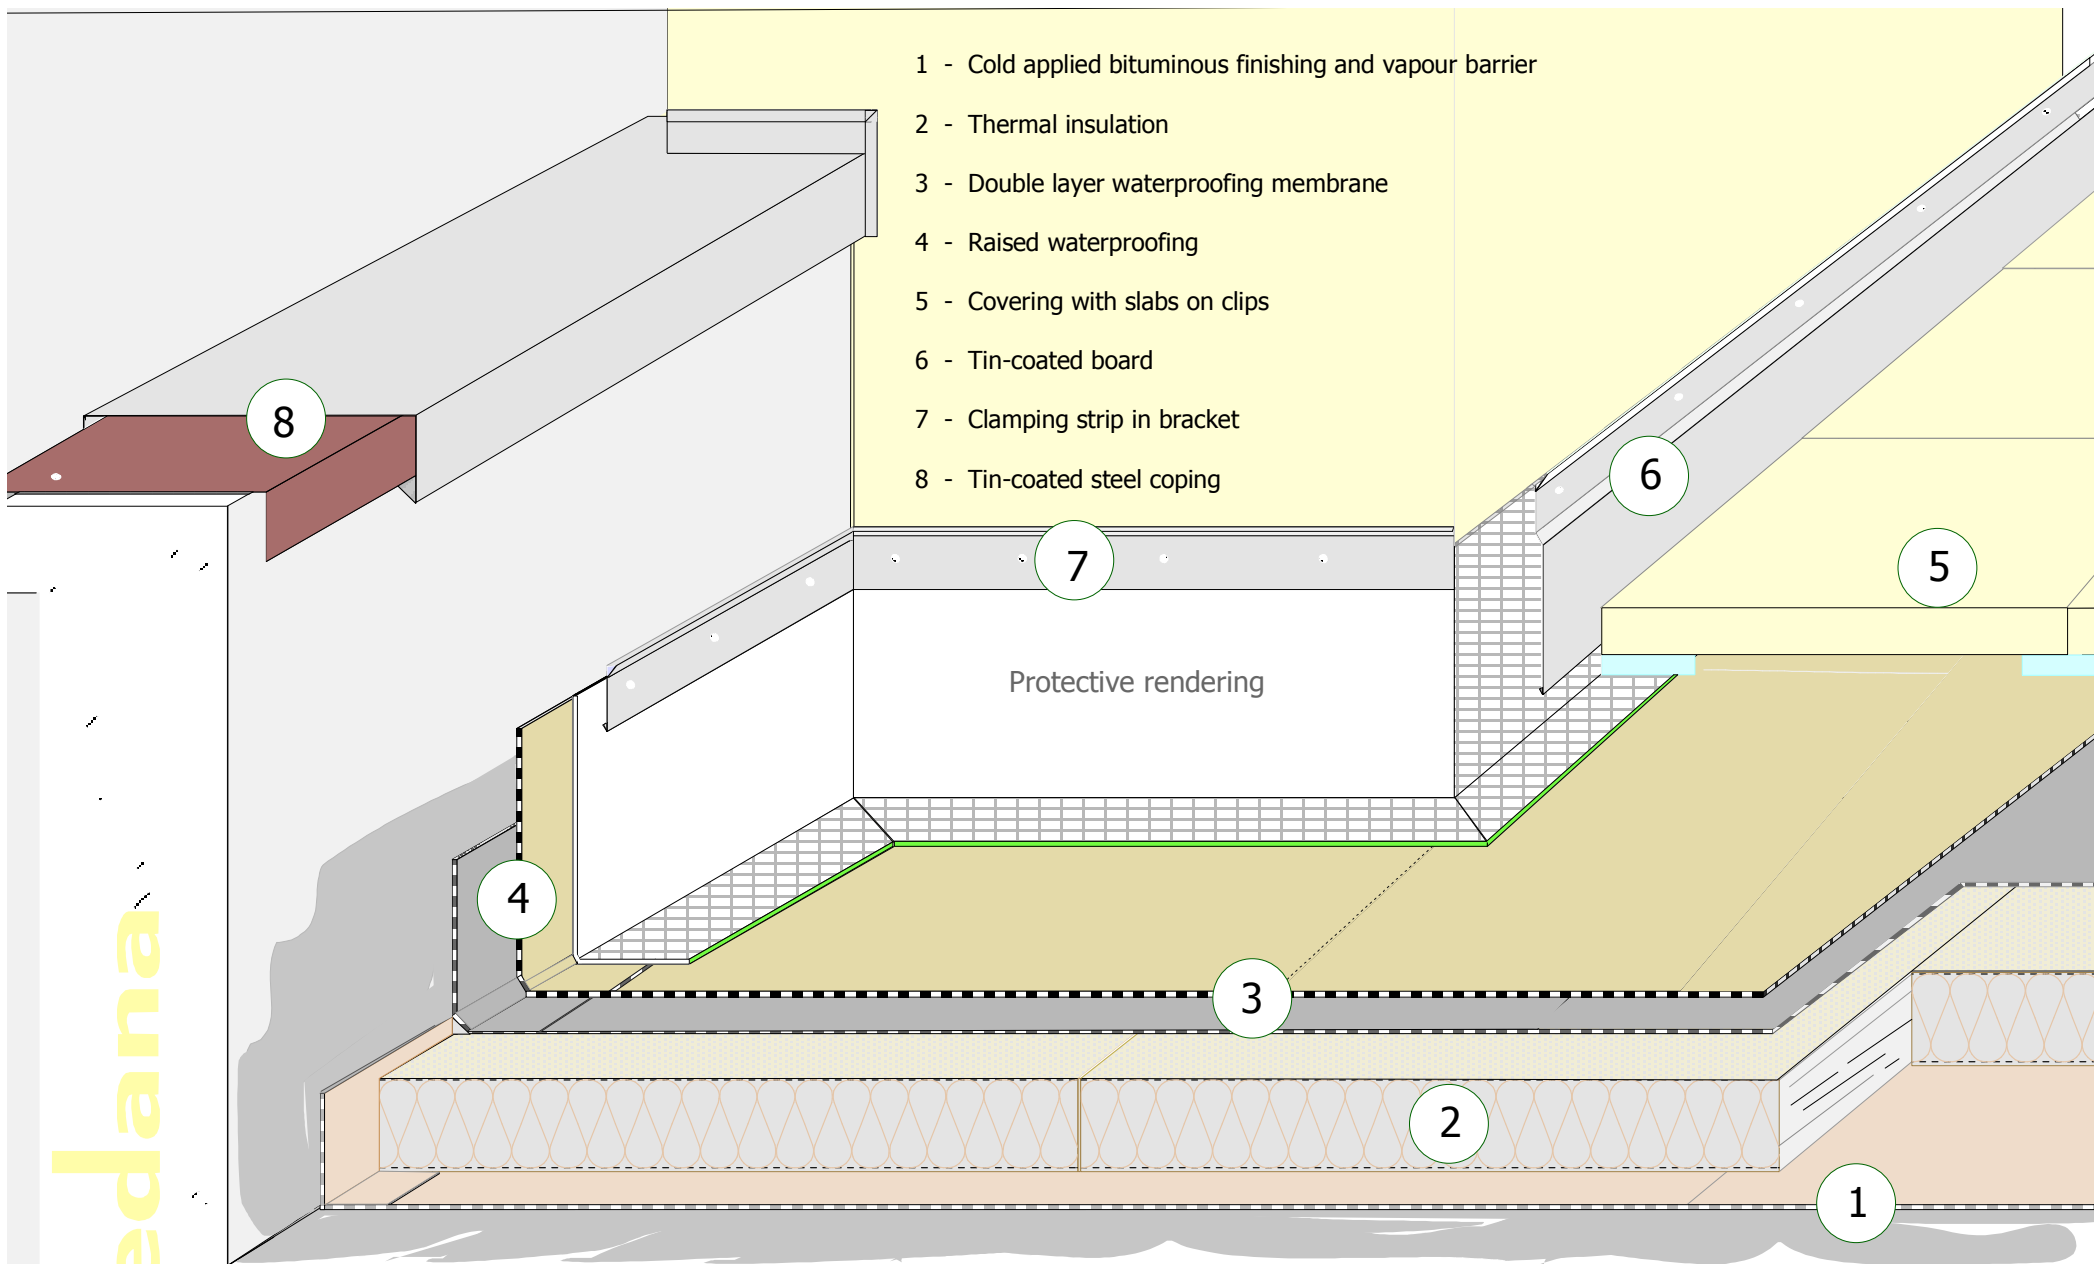 1 - Cold applied bituminous finishing and vapour barrier
2 - Thermal insulation
3 - Double layer waterproofing membrane
4 - Raised waterproofing
5 - Covering with slabs on clips
6 - Tin-coated board
7 - Clamping strip in bracket
8 - Tin-coated steel coping
8
6
7
5
Protective rendering
4
3
2
1
edana